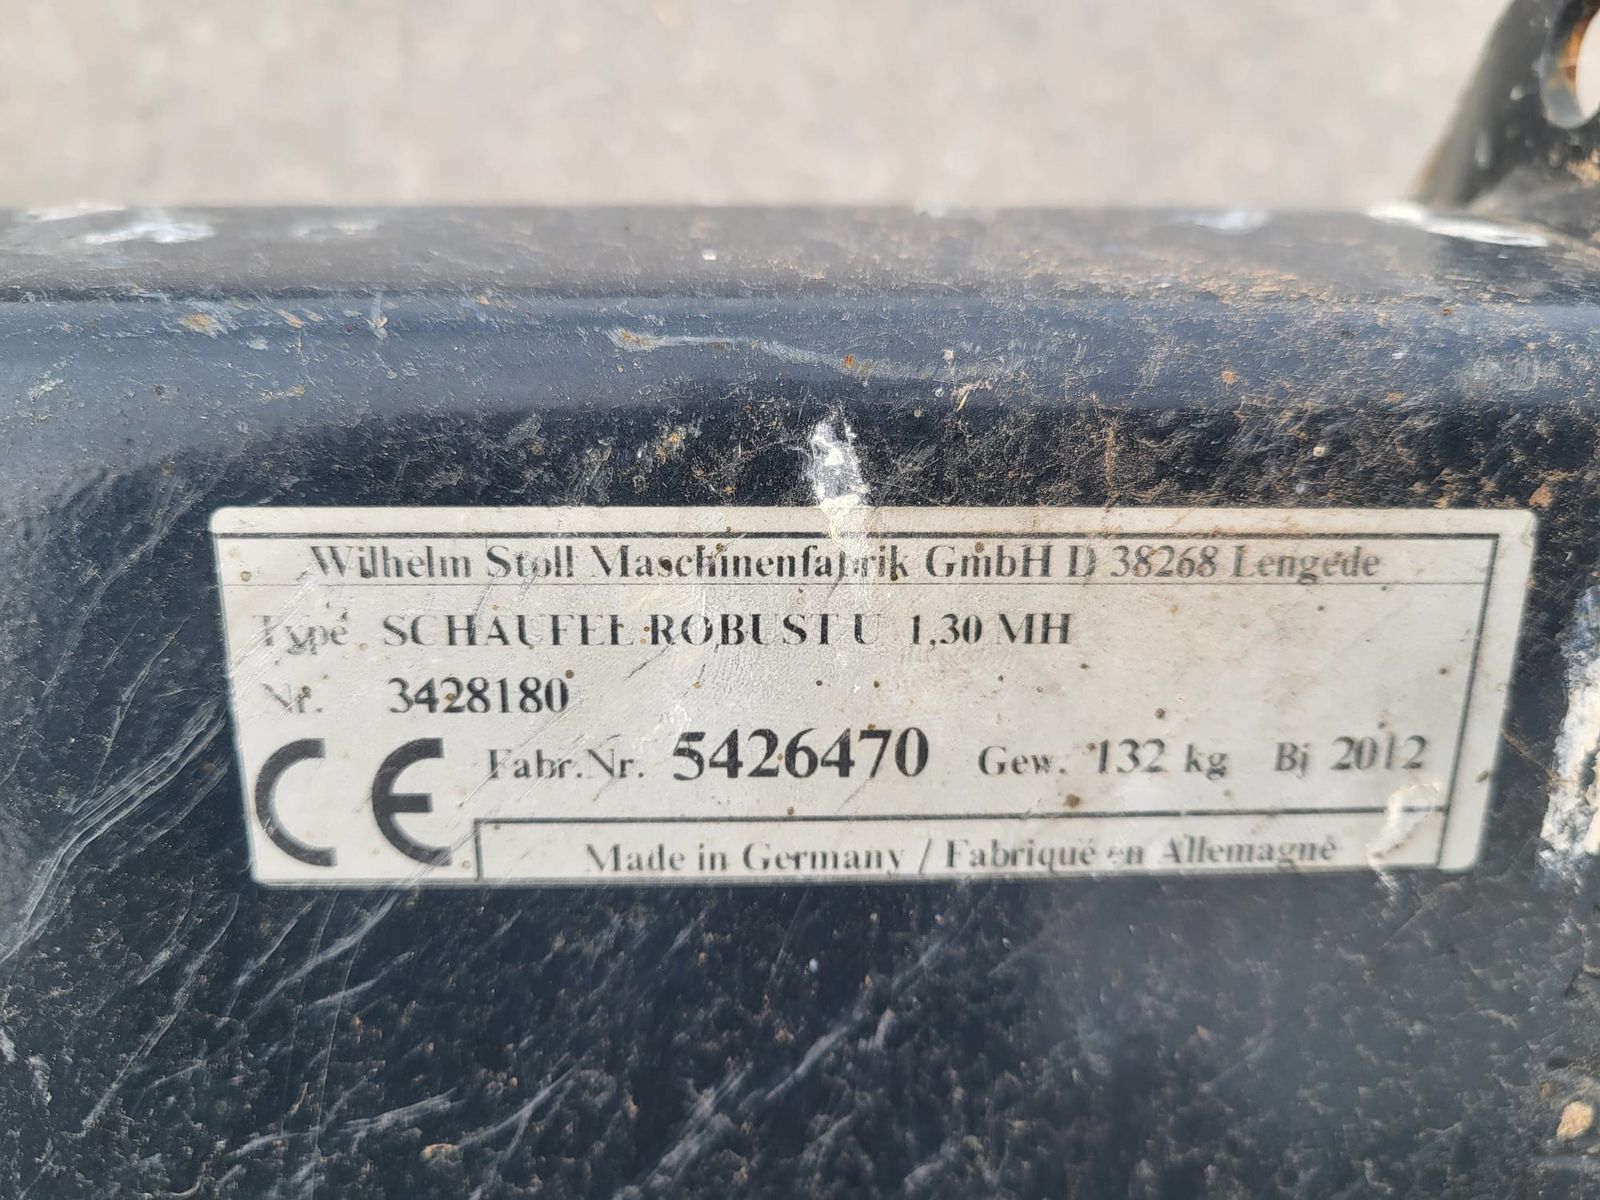 Wilhelm Stoll Maschinenfabrik GmbH D 38268 Lengede
Type SCHAUFEL ROBUST U 1,30 MH
Nr. 3428180
CE Fabr.Nr. 5426470 Gew. 132 kg Bj 2012
Made in Germany / Fabriqué en Allemagne